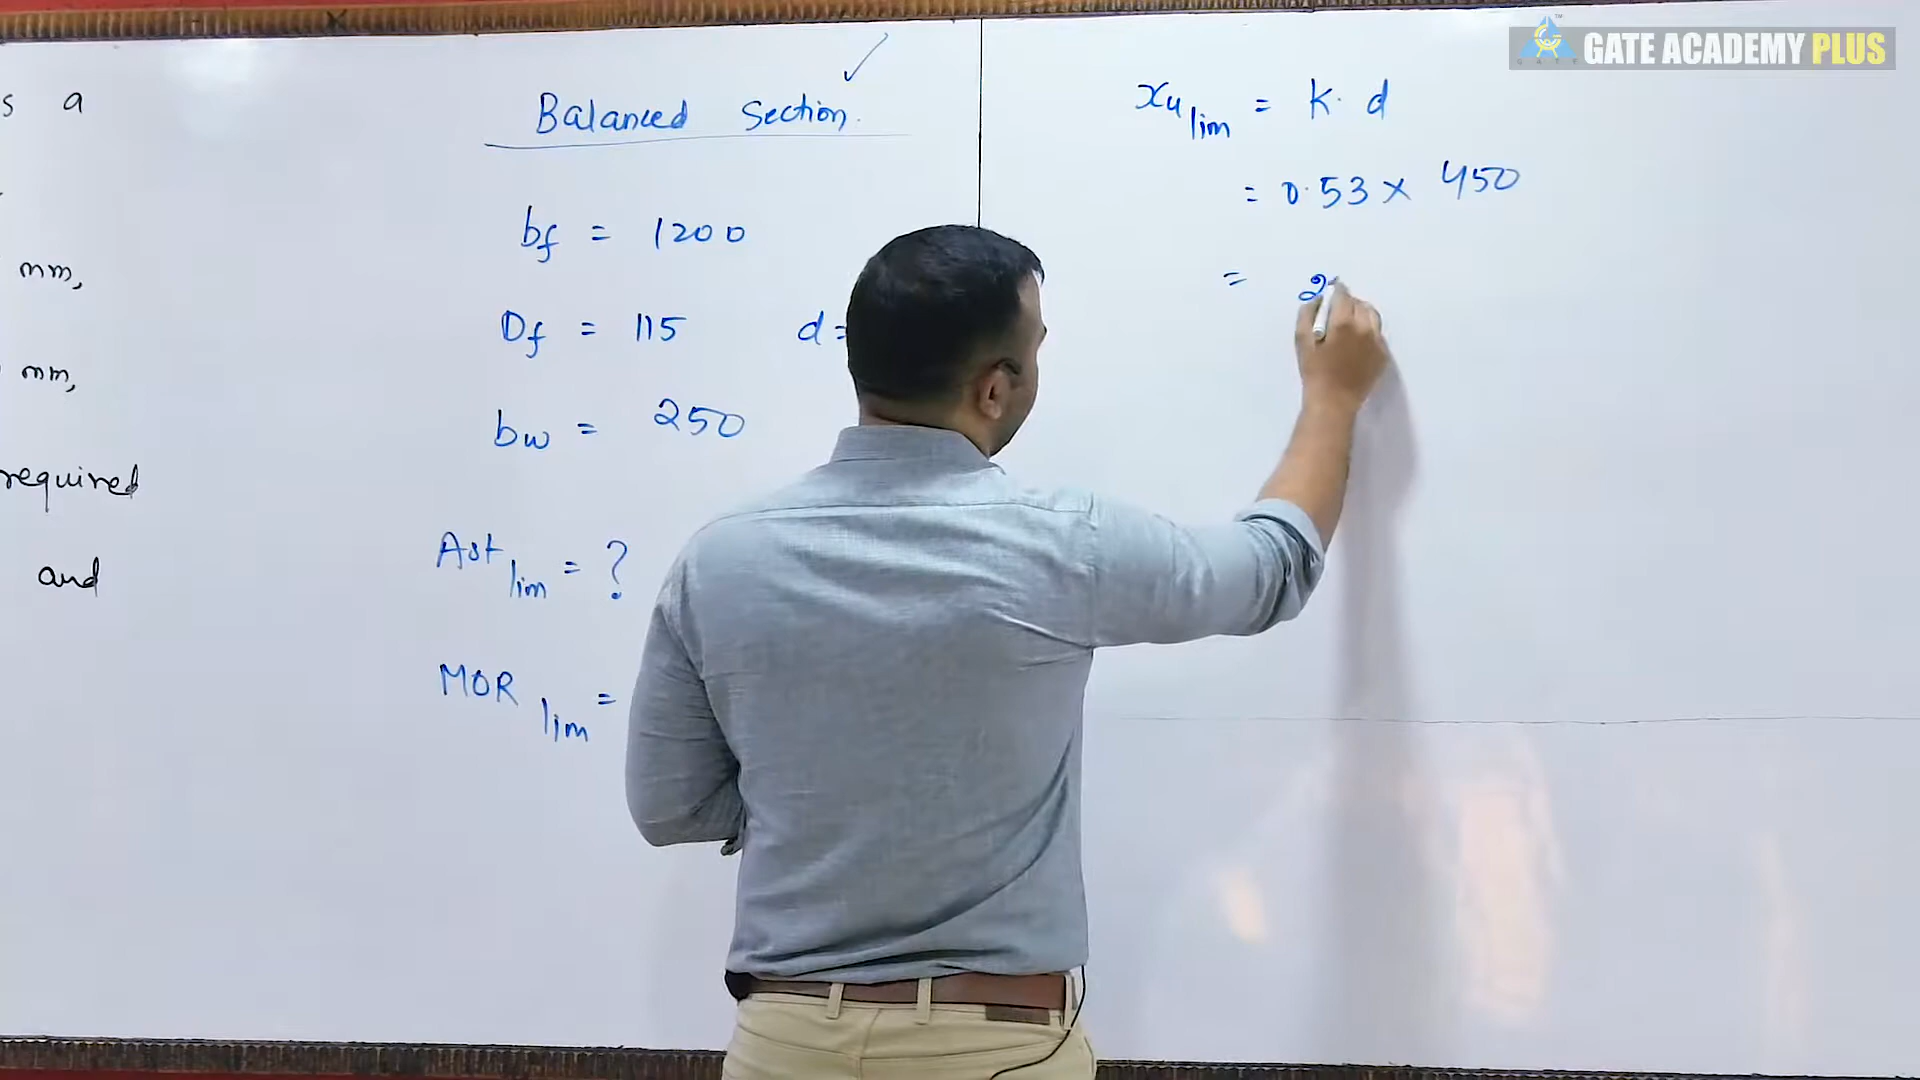 s a
mm,
mm,
required
and
Balanced Section.
bf = 1200
Df = 115 d=
bw = 250
Ast lim = ?
MOR lim =
xu lim = k. d
= 0.53 x 450
= 2
GATE ACADEMY PLUS